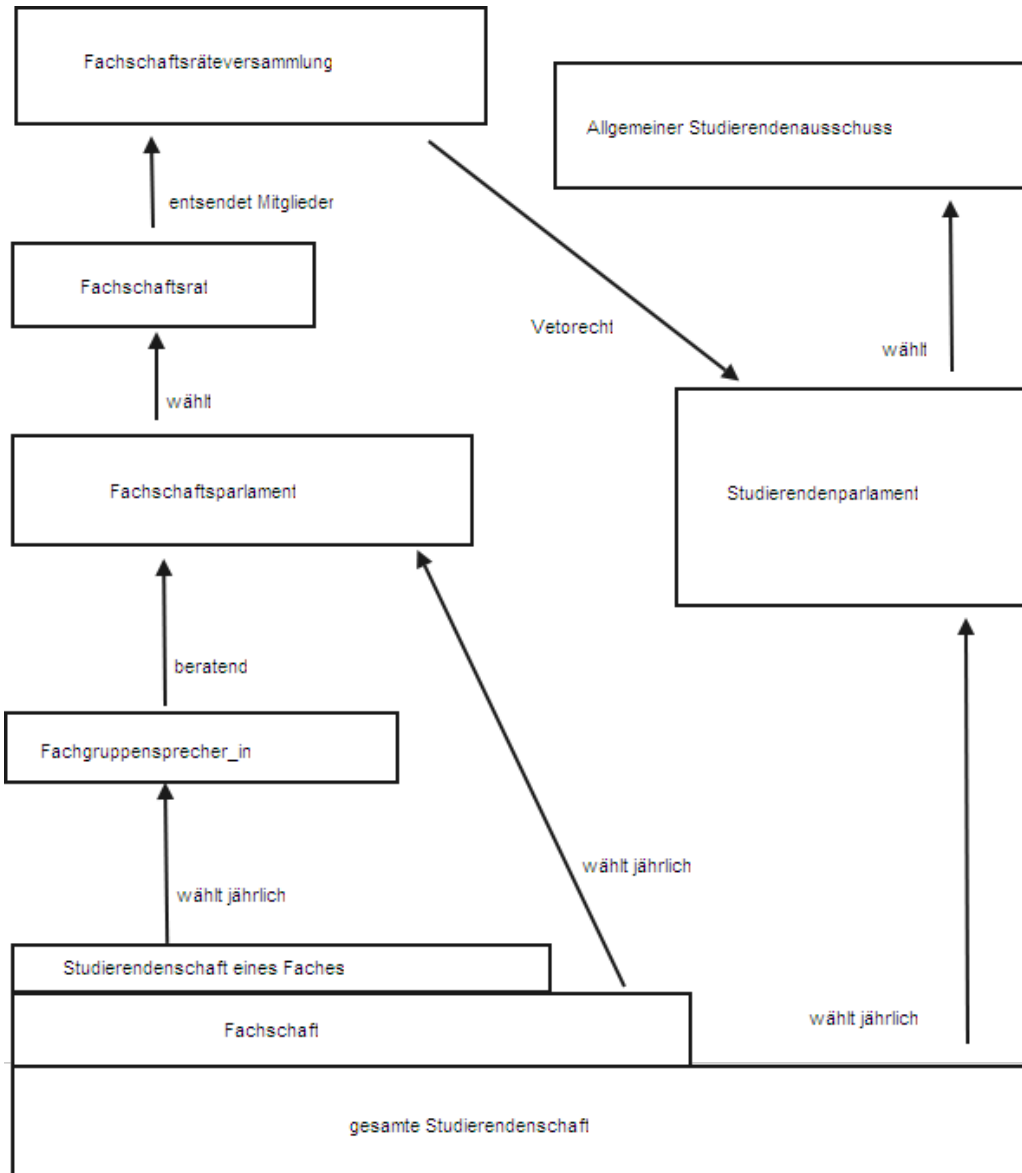 Fachschaftsräteversammlung
Allgemeiner Studierendenausschuss
entsendet Mitglieder
Fachschaftsrat
Vetorecht
wählt
wählt
Fachschaftsparlament
Studierendenparlament
beratend
Fachgruppensprecher_in
wählt jährlich
wählt jährlich
Studierendenschaft eines Faches
wählt jährlich
Fachschaft
gesamte Studierendenschaft